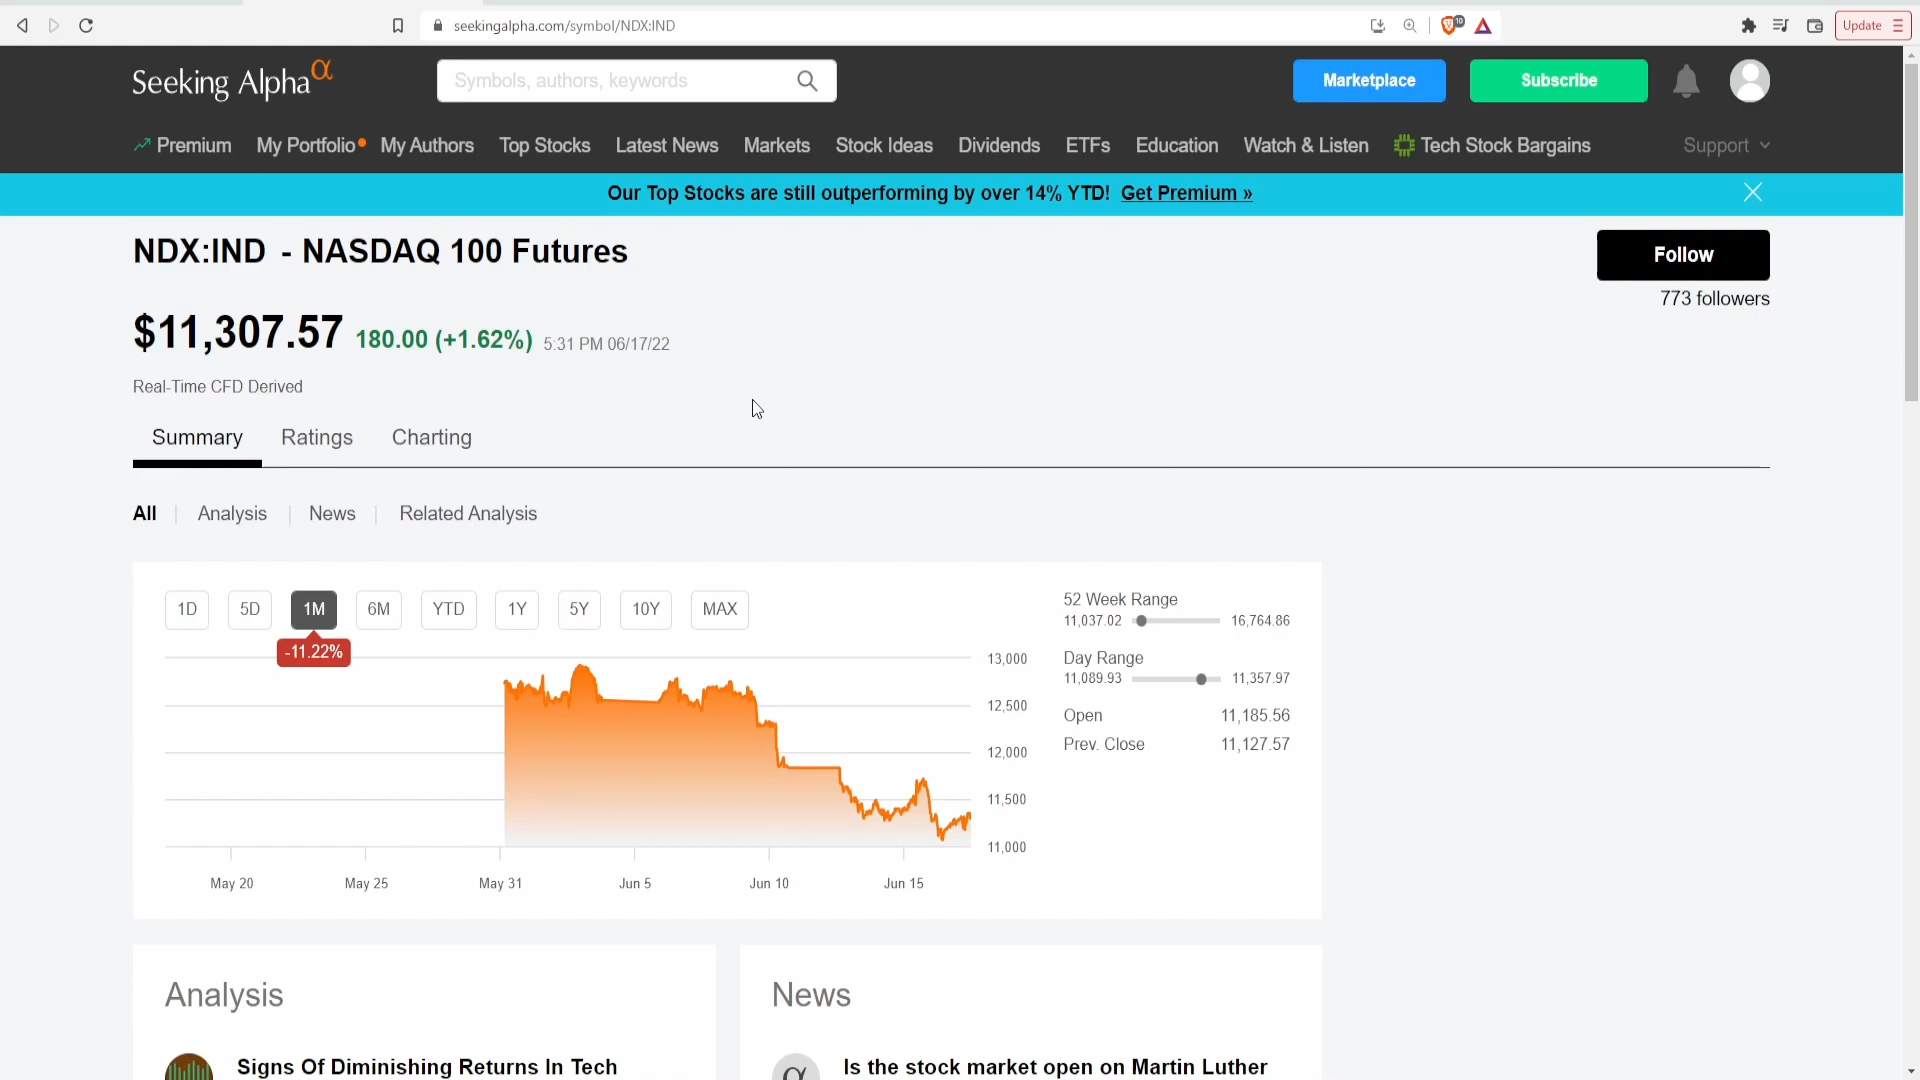 seekingalpha.com/symbol/NDX:IND
10
Update
Seeking Alpha α
Symbols, authors, keywords
Marketplace
Subscribe
Premium My Portfolio My Authors Top Stocks Latest News Markets Stock Ideas Dividends ETFs Education Watch & Listen Tech Stock Bargains Support
Our Top Stocks are still outperforming by over 14% YTD! Get Premium »
NDX:IND - NASDAQ 100 Futures
Follow
773 followers
$11,307.57 180.00 (+1.62%) 5:31 PM 06/17/22
Real-Time CFD Derived
Summary Ratings Charting
All Analysis News Related Analysis
1D 5D 1M 6M YTD 1Y 5Y 10Y MAX
-11.22%
13,000
12,500
12,000
11,500
11,000
May 20 May 25 May 31 Jun 5 Jun 10 Jun 15
52 Week Range
11,037.02 16,764.86
Day Range
11,089.93 11,357.97
Open 11,185.56
Prev. Close 11,127.57
Analysis
Signs Of Diminishing Returns In Tech
News
α
Is the stock market open on Martin Luther